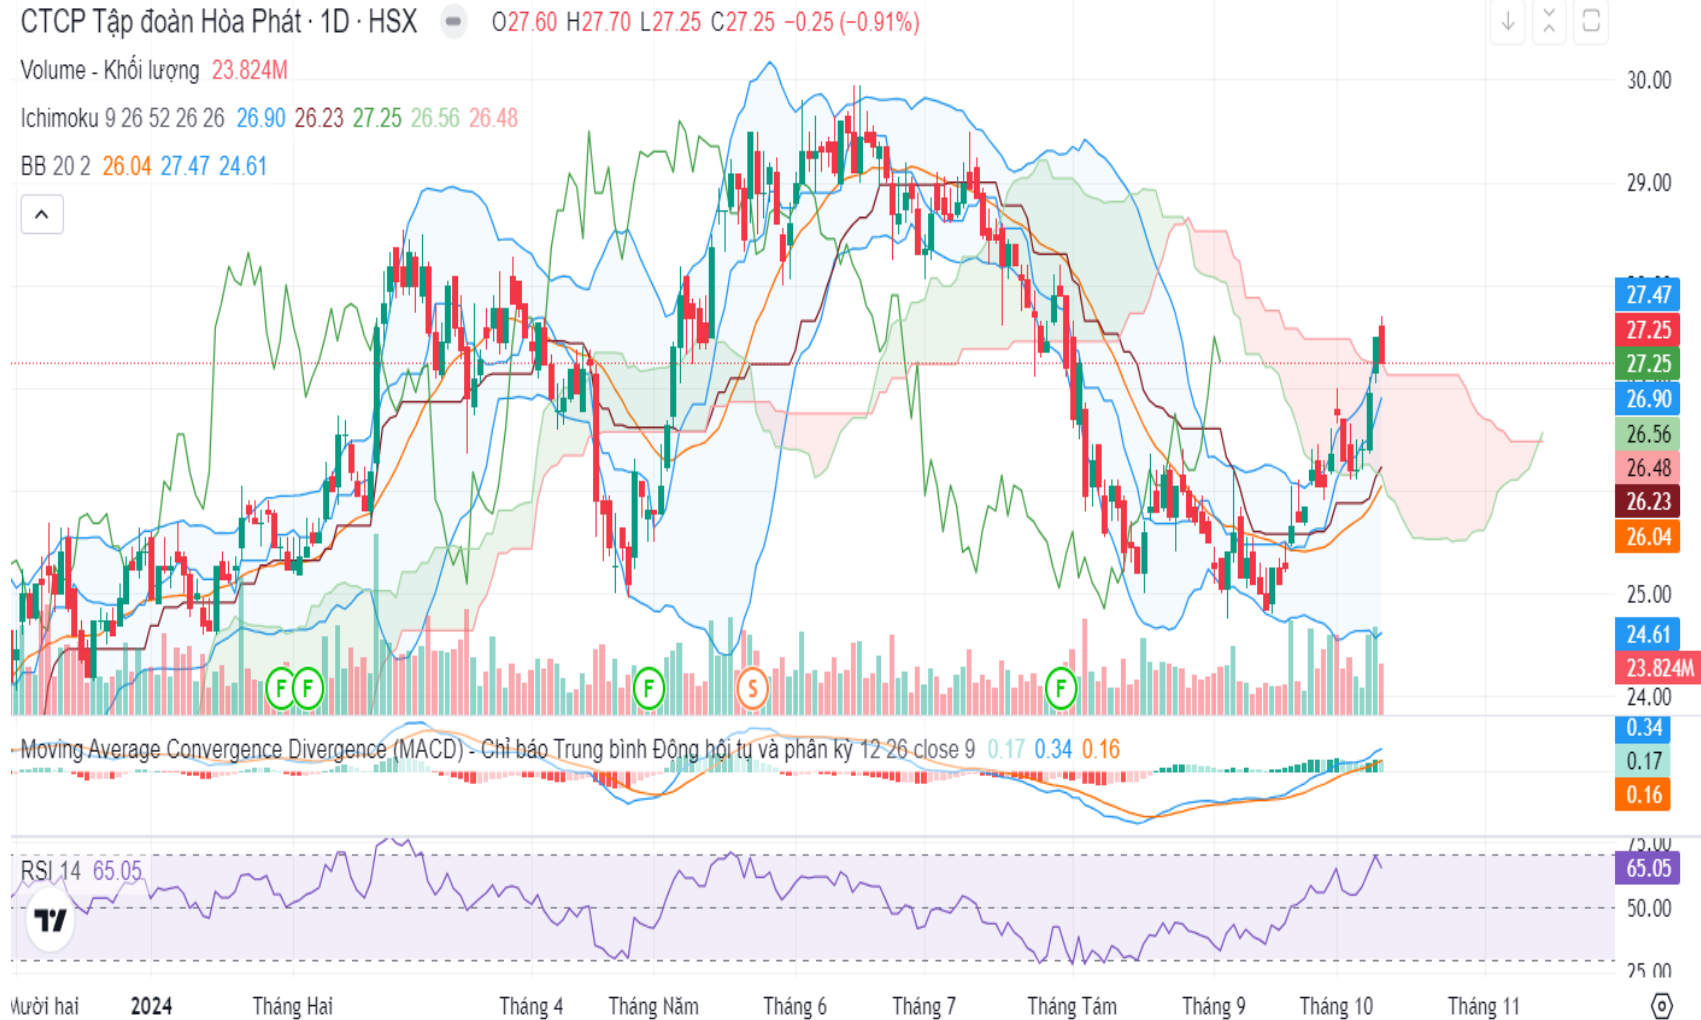 CTCP Tập đoàn Hòa Phát · 1D · HSX O27.60 H27.70 L27.25 C27.25 −0.25 (−0.91%)
Volume - Khối lượng 23.824M
Ichimoku 9 26 52 26 26 26.90 26.23 27.25 26.56 26.48
BB 20 2 26.04 27.47 24.61
30.00
29.00
27.47
27.25
27.25
26.90
26.56
26.48
26.23
26.04
25.00
24.61
23.824M
24.00
F F F S F
Moving Average Convergence Divergence (MACD) - Chỉ báo Trung bình Động hội tụ và phân kỳ 12 26 close 9 0.17 0.34 0.16
0.34
0.17
0.16
75.00
RSI 14 65.05
65.05
50.00
25.00
Mười hai 2024 Tháng Hai Tháng 4 Tháng Năm Tháng 6 Tháng 7 Tháng Tám Tháng 9 Tháng 10 Tháng 11